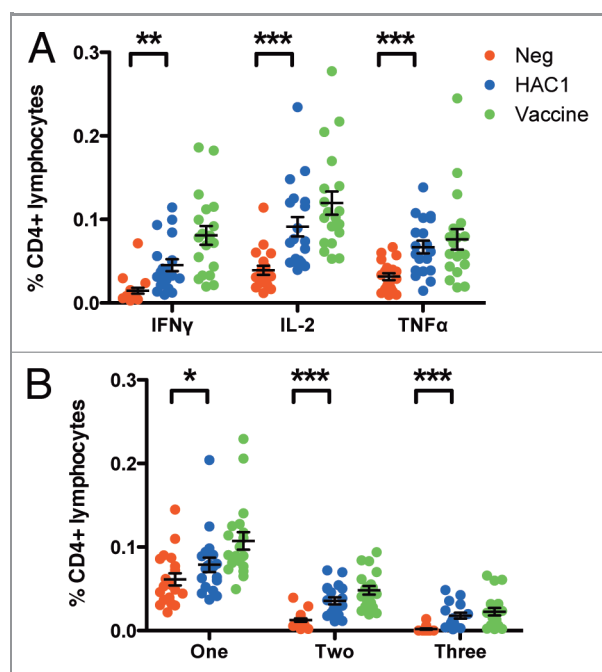 A
** *** ***
Neg
HAC1
Vaccine
% CD4+ lymphocytes
0.3
0.2
0.1
0.0
IFNγ IL-2 TNFα
B
* *** ***
% CD4+ lymphocytes
0.3
0.2
0.1
0.0
One Two Three